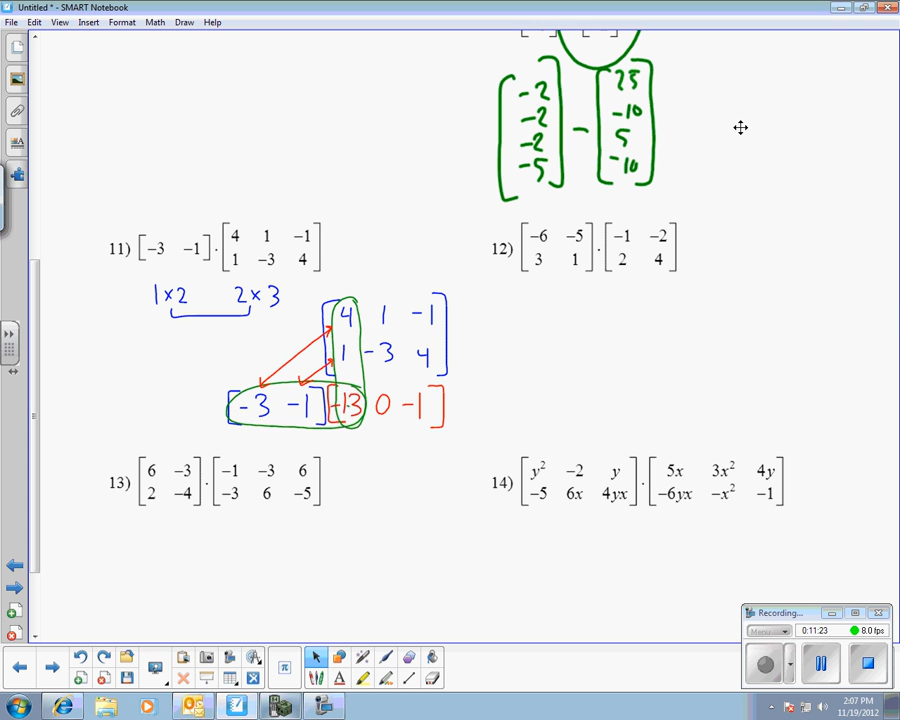 Untitled * - SMART Notebook
File Edit View Insert Format Math Draw Help
-2 25
-2 - -10
-2 5
-5 -10
11) [−3 −1] · [4 1 −1
1 −3 4]
12) [−6 −5
3 1] · [−1 −2
2 4]
1×2 2×3
[4 1 -1
1 -3 4]
[-3 -1] [-13 0 -1]
13) [6 −3
2 −4] · [−1 −3 6
−3 6 −5]
14) [y² −2 y
−5 6x 4yx] · [5x 3x² 4y
−6yx −x² −1]
Recording...
Menu
0:11:23 8.0 fps
π
A
2:07 PM
11/19/2012